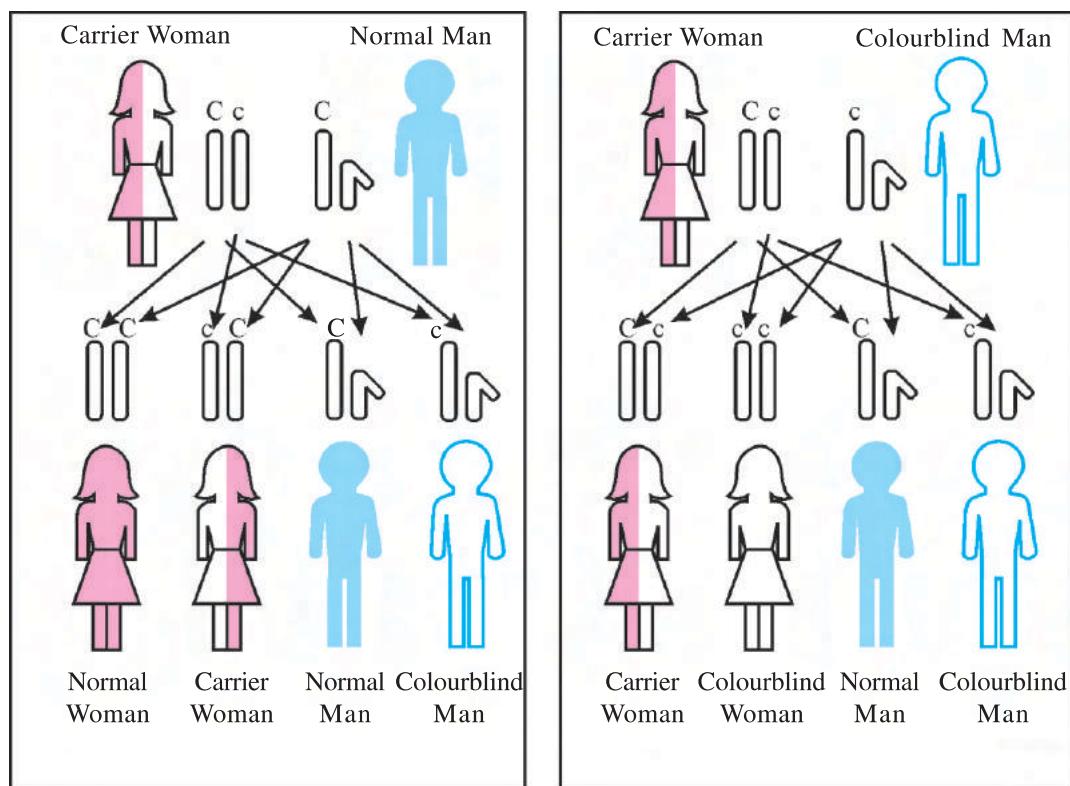 Carrier Woman Normal Man
C c C
C C c C C c
Normal Woman
Carrier Woman
Normal Man
Colourblind Man
Carrier Woman Colourblind Man
C c c
C c c c C c
Carrier Woman
Colourblind Woman
Normal Man
Colourblind Man